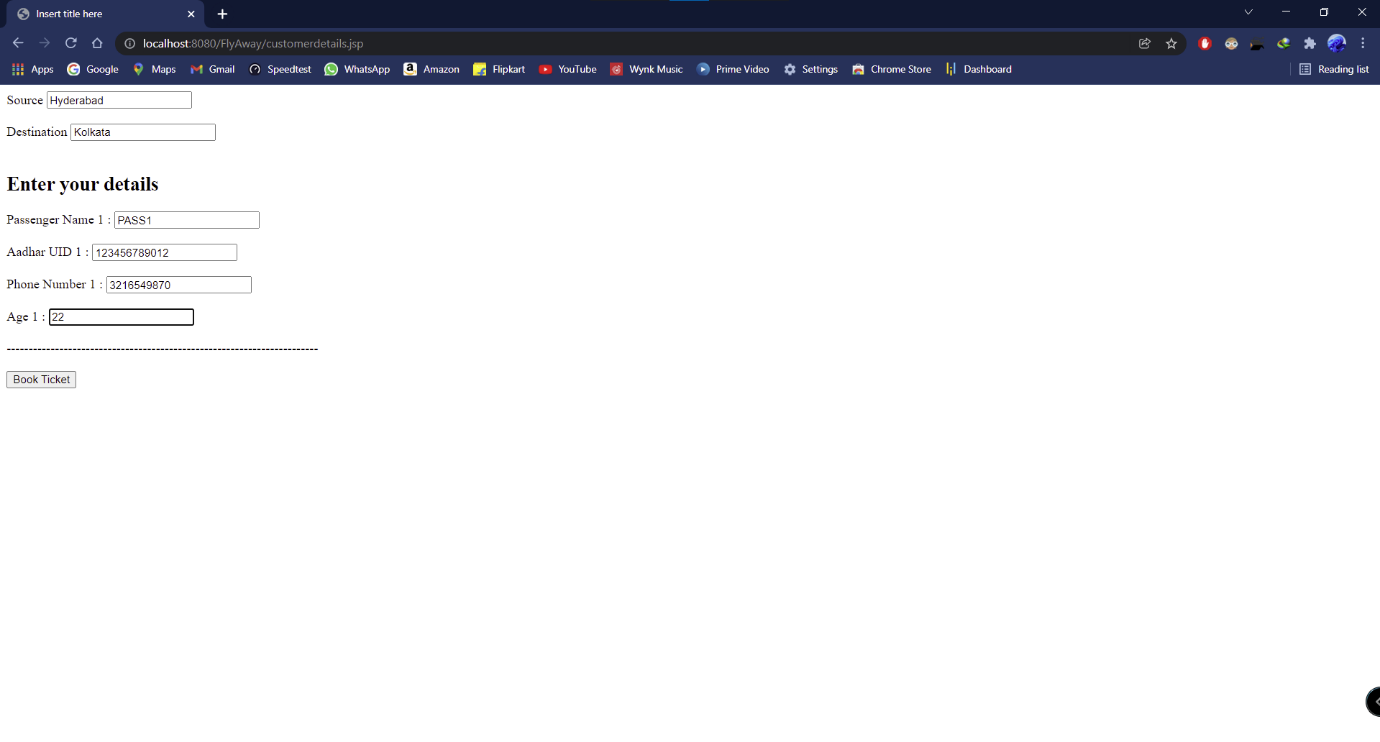 Insert title here
localhost:8080/FlyAway/customerdetails.jsp
Apps Google Maps Gmail Speedtest WhatsApp Amazon Flipkart YouTube Wynk Music Prime Video Settings Chrome Store Dashboard Reading list
Source Hyderabad
Destination Kolkata
Enter your details
Passenger Name 1 : PASS1
Aadhar UID 1 : 123456789012
Phone Number 1 : 3216549870
Age 1 : 22
-----------------------------------------------------------------------
Book Ticket